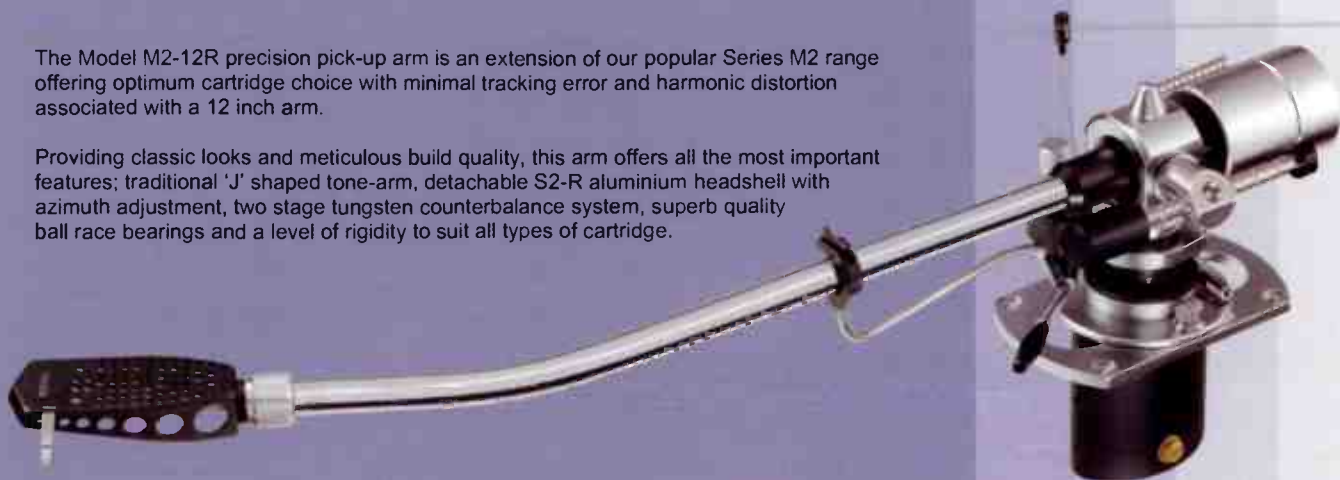 The Model M2-12R precision pick-up arm is an extension of our popular Series M2 range
offering optimum cartridge choice with minimal tracking error and harmonic distortion
associated with a 12 inch arm.
Providing classic looks and meticulous build quality, this arm offers all the most important
features; traditional 'J' shaped tone-arm, detachable S2-R aluminium headshell with
azimuth adjustment, two stage tungsten counterbalance system, superb quality
ball race bearings and a level of rigidity to suit all types of cartridge.